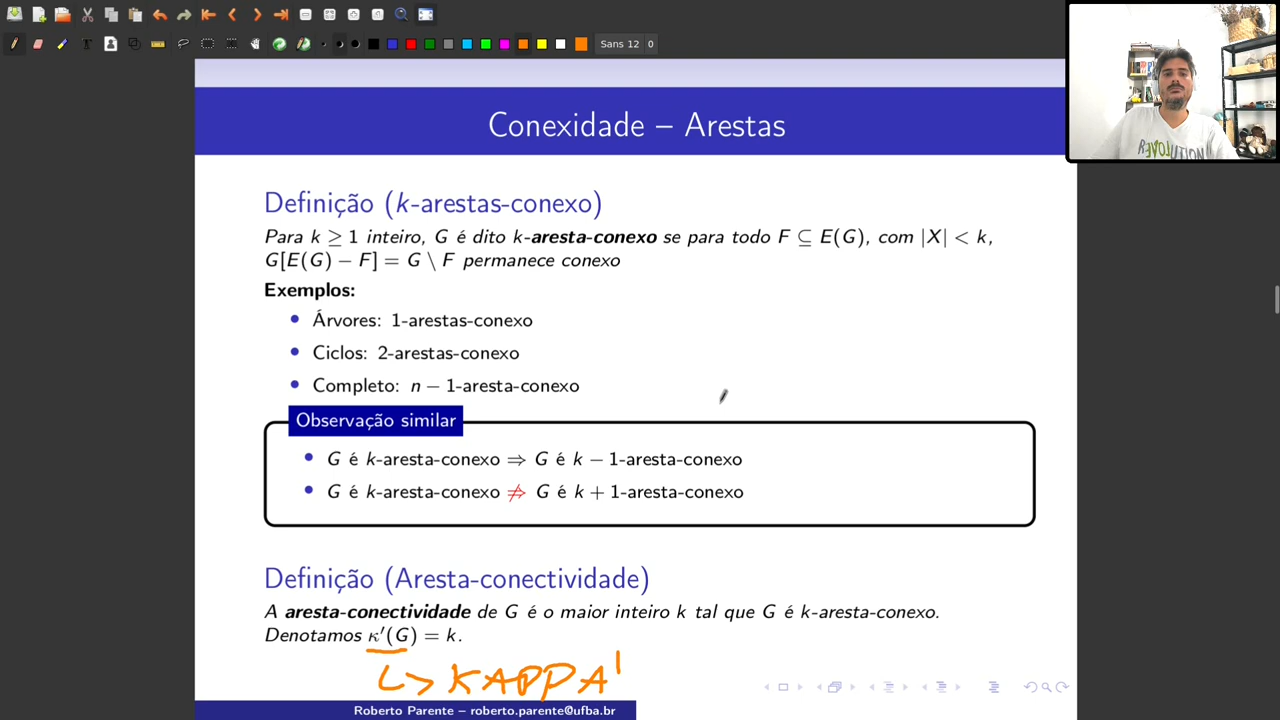 Sans 12 0
Conexidade – Arestas
Definição (k-arestas-conexo)
Para k ≥ 1 inteiro, G é dito k-aresta-conexo se para todo F ⊆ E(G), com |X| < k,
G[E(G) − F] = G \ F permanece conexo
Exemplos:
Árvores: 1-arestas-conexo
Ciclos: 2-arestas-conexo
Completo: n − 1-aresta-conexo
Observação similar
G é k-aresta-conexo ⇒ G é k − 1-aresta-conexo
G é k-aresta-conexo ⇏ G é k + 1-aresta-conexo
Definição (Aresta-conectividade)
A aresta-conectividade de G é o maior inteiro k tal que G é k-aresta-conexo.
Denotamos κ′(G) = k.
↳ KAPPA'
Roberto Parente – roberto.parente@ufba.br